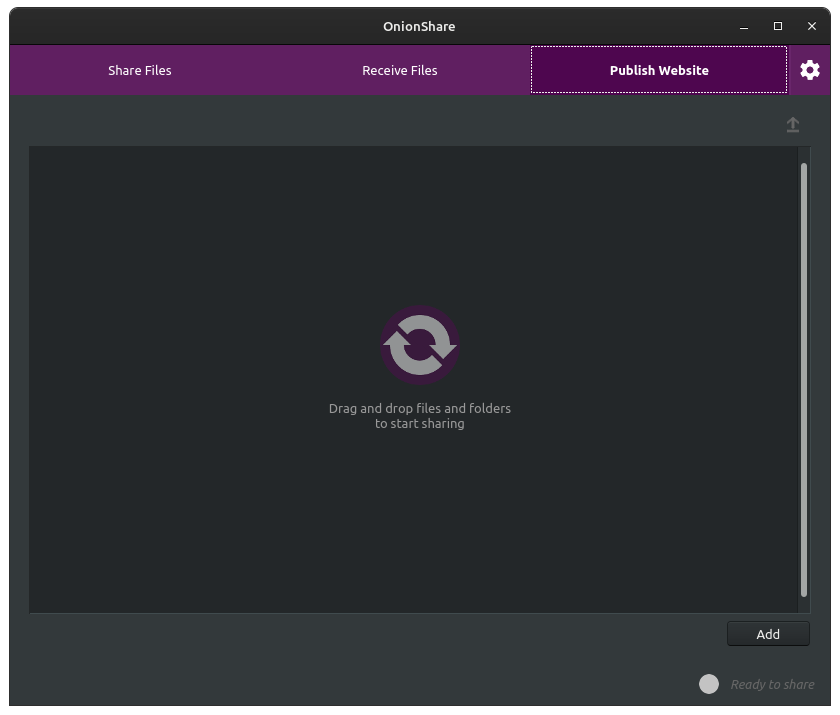 OnionShare
Share Files
Receive Files
Publish Website
Drag and drop files and folders
to start sharing
Add
Ready to share